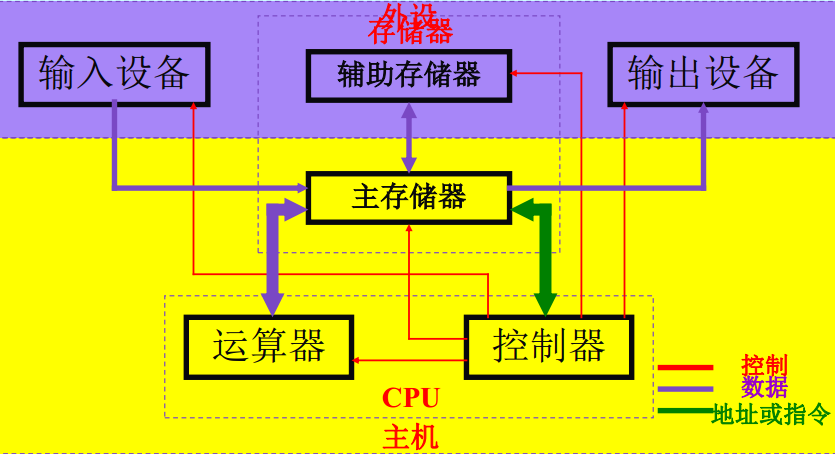 外设
存储器
输入设备
辅助存储器
输出设备
主存储器
运算器
控制器
控制
数据
地址或指令
CPU
主机